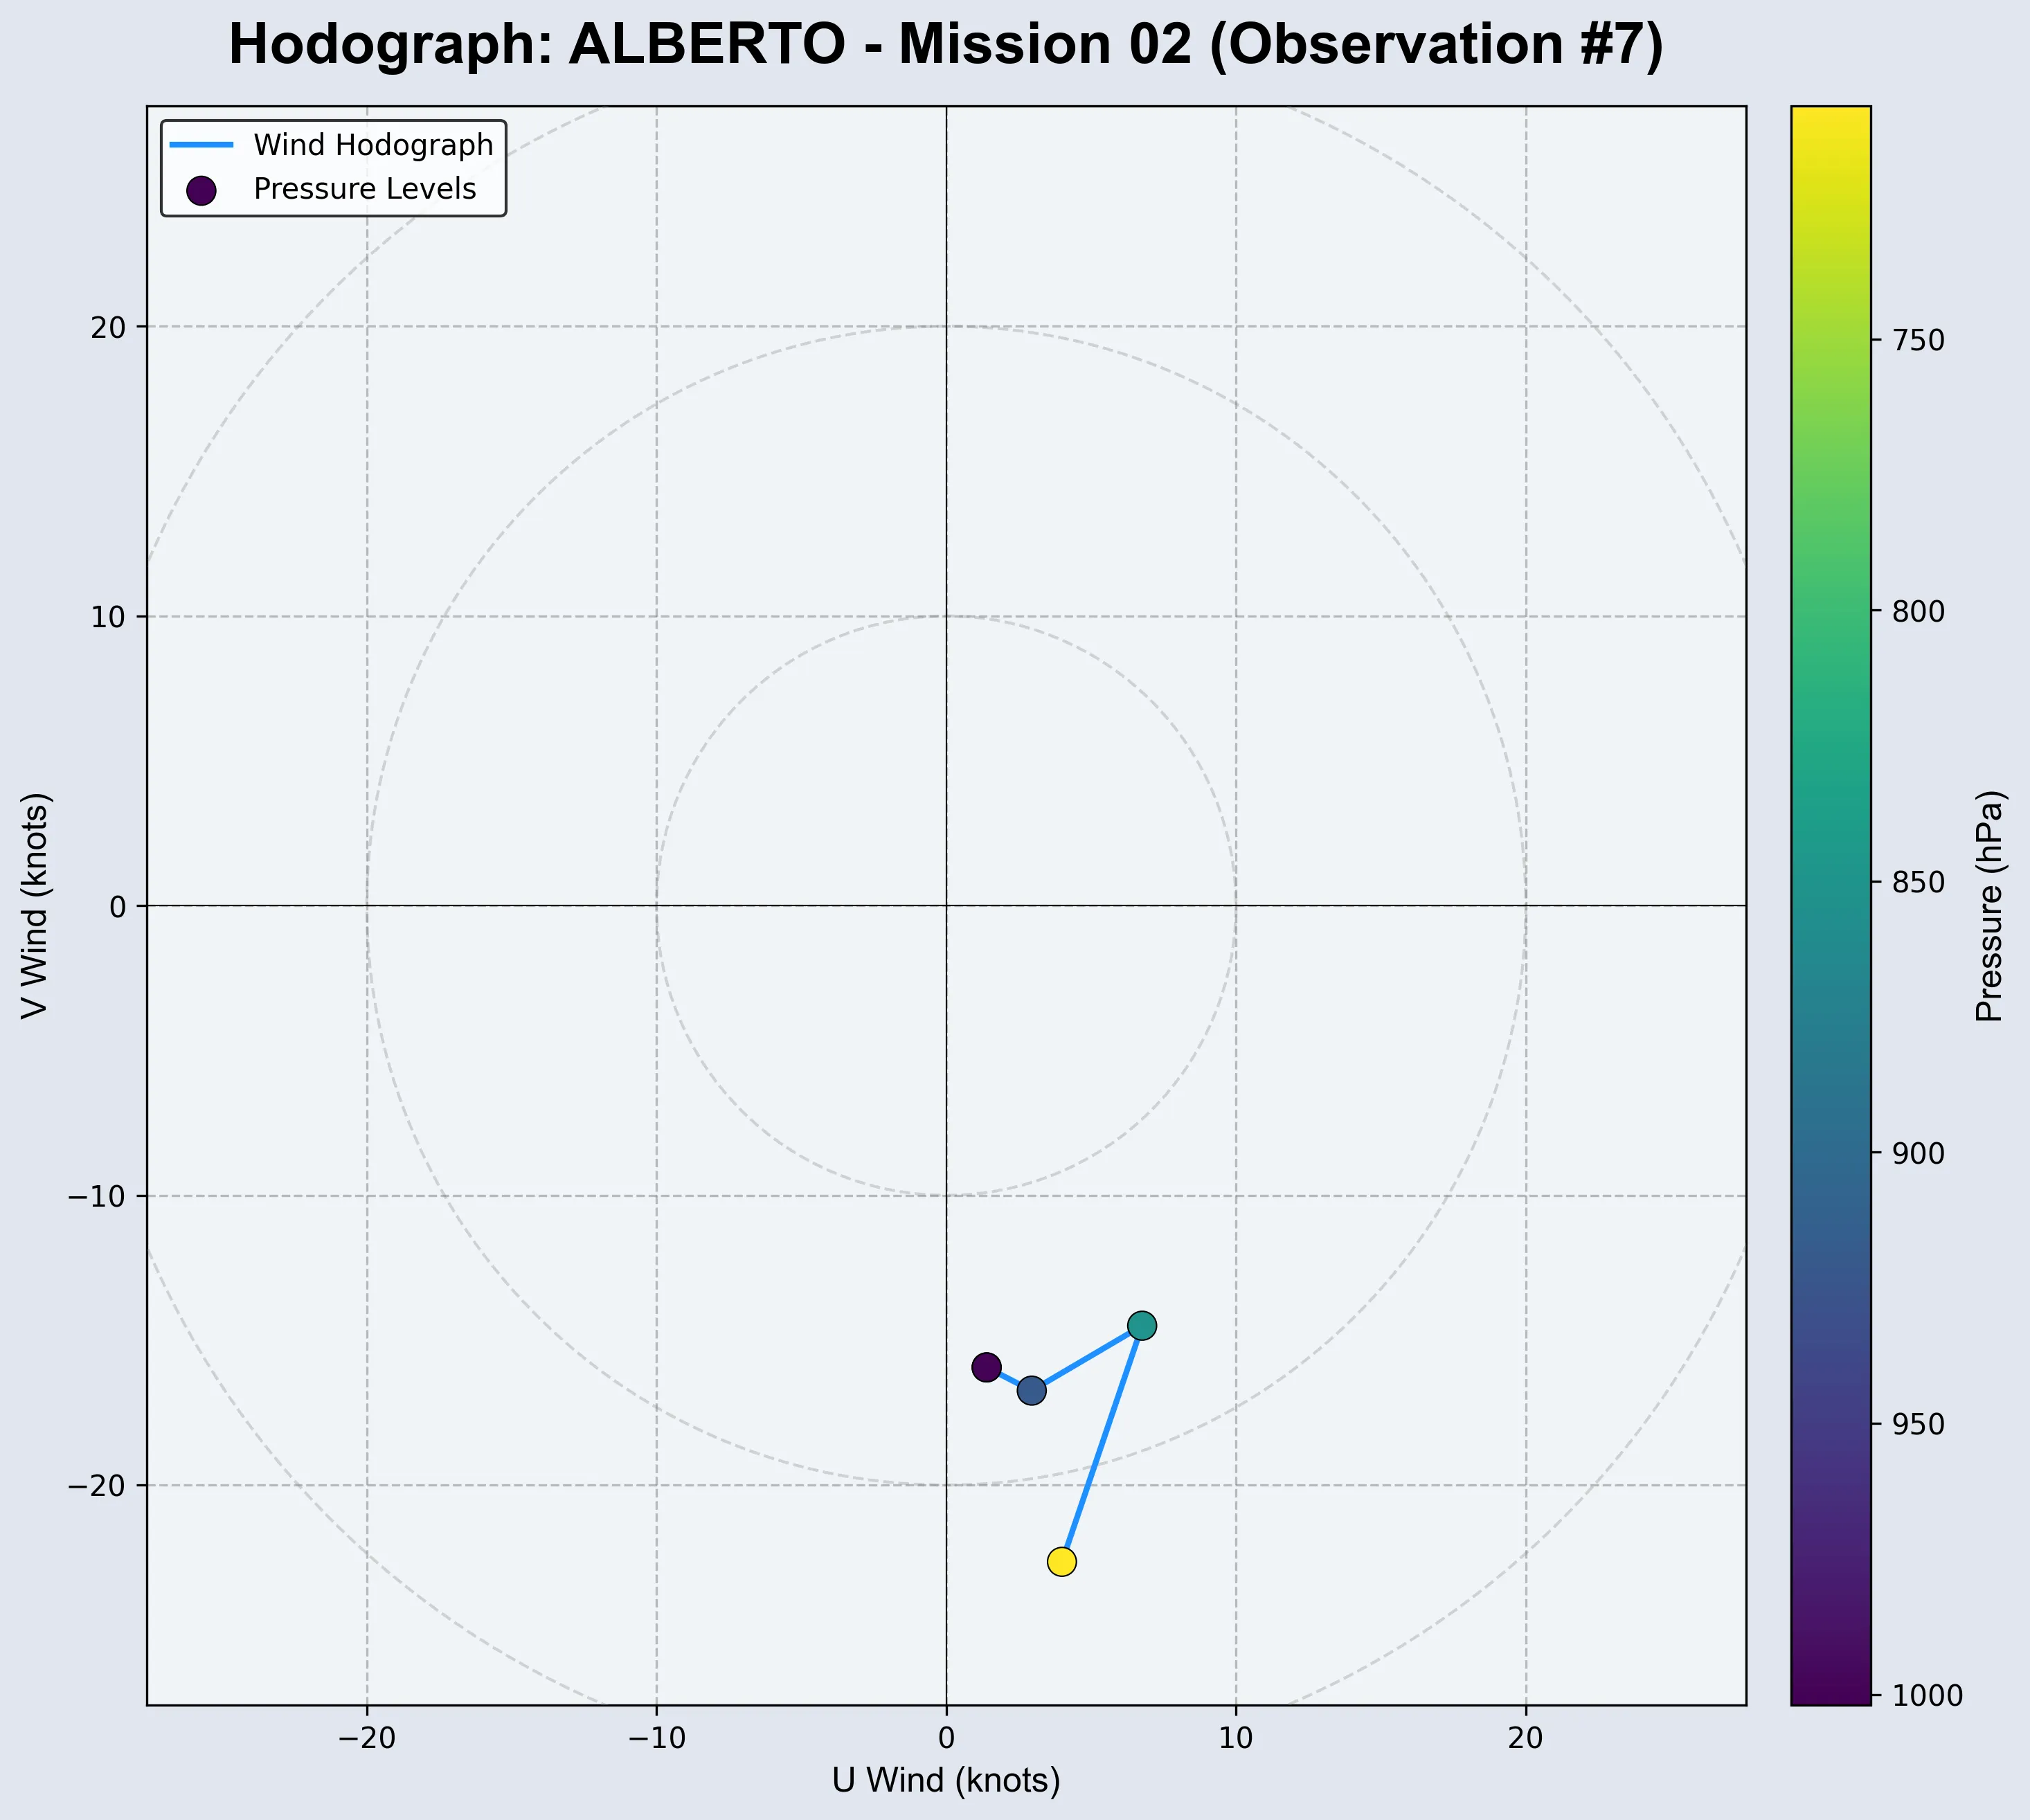 Hodograph: ALBERTO - Mission 02 (Observation #7)
Wind Hodograph
Pressure Levels
20
10
0
−10
−20
V Wind (knots)
−20
−10
0
10
20
U Wind (knots)
750
800
850
900
950
1000
Pressure (hPa)